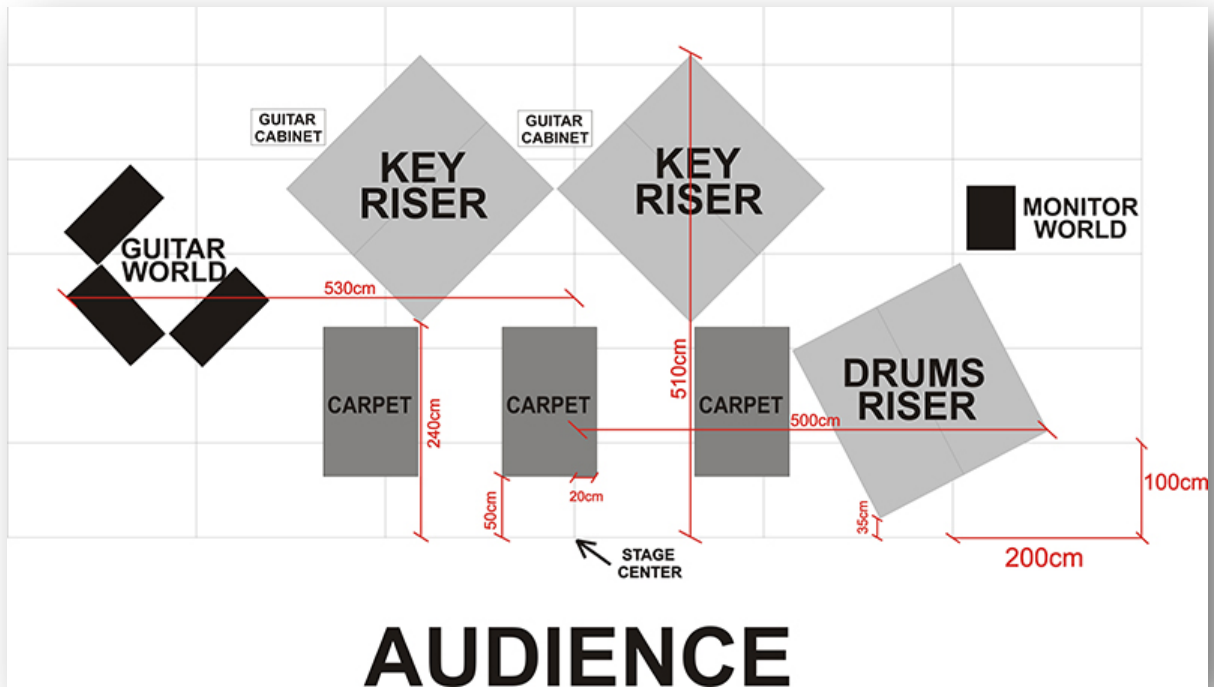 GUITAR
CABINET
GUITAR
CABINET
KEY
RISER
KEY
RISER
MONITOR
WORLD
GUITAR
WORLD
530cm
510cm
DRUMS
RISER
CARPET
CARPET
CARPET
240cm
500cm
100cm
50cm
20cm
35cm
STAGE
CENTER
200cm
AUDIENCE